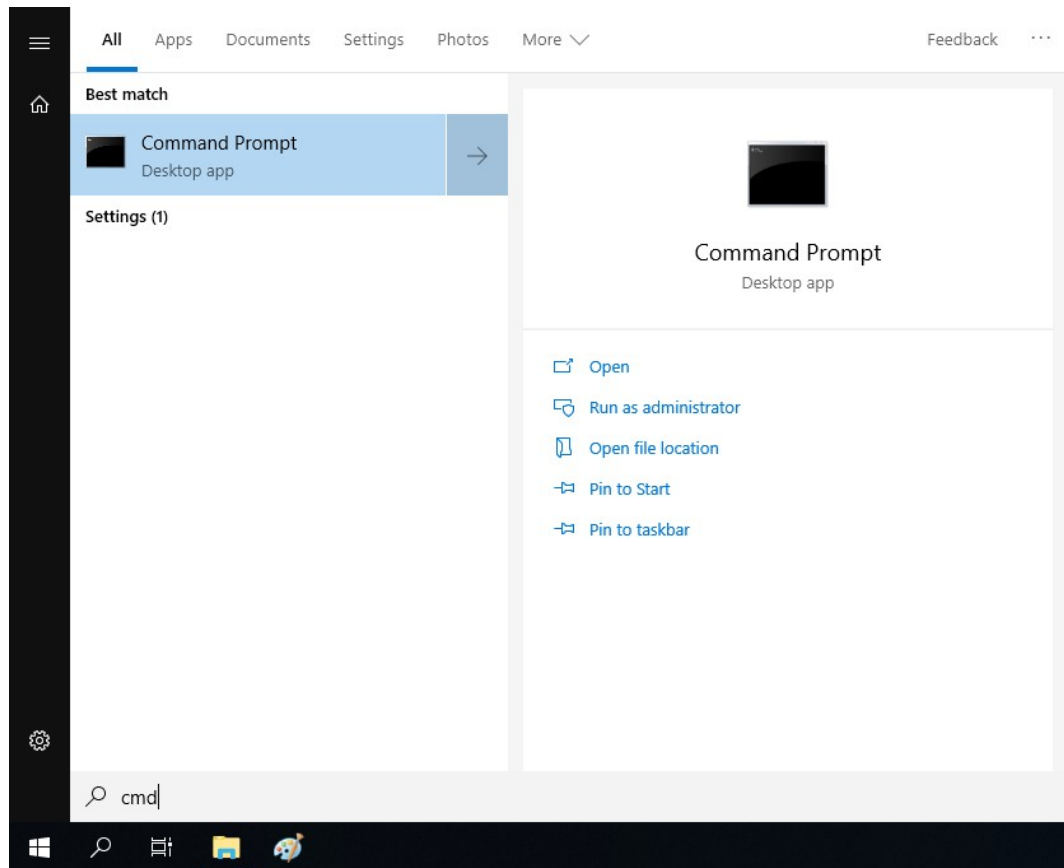 All Apps Documents Settings Photos More Feedback ...
Best match
Command Prompt
Desktop app
Settings (1)
Command Prompt
Desktop app
Open
Run as administrator
Open file location
Pin to Start
Pin to taskbar
cmd